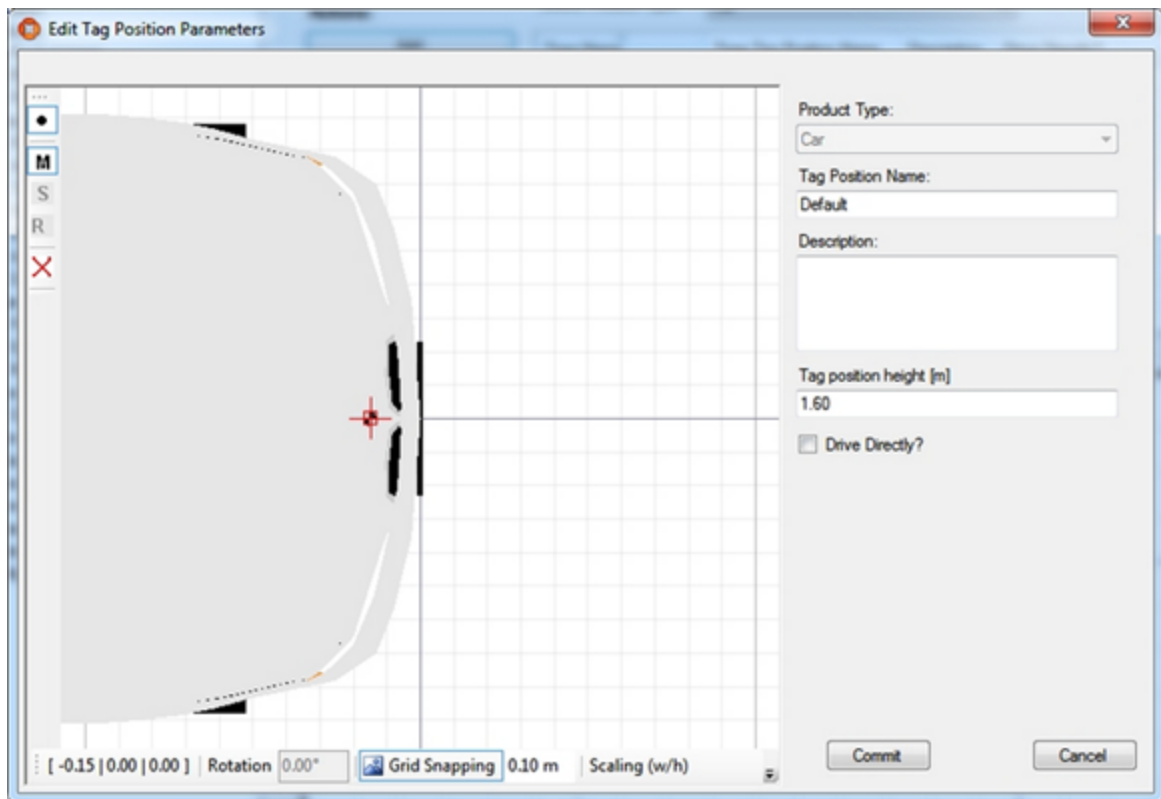 Edit Tag Position Parameters
M
S
R
Product Type:
Car
Tag Position Name:
Default
Description:
Tag position height [m]
1.60
Drive Directly?
[ -0.15 | 0.00 | 0.00 ] Rotation 0.00° Grid Snapping 0.10 m Scaling (w/h)
Commit Cancel